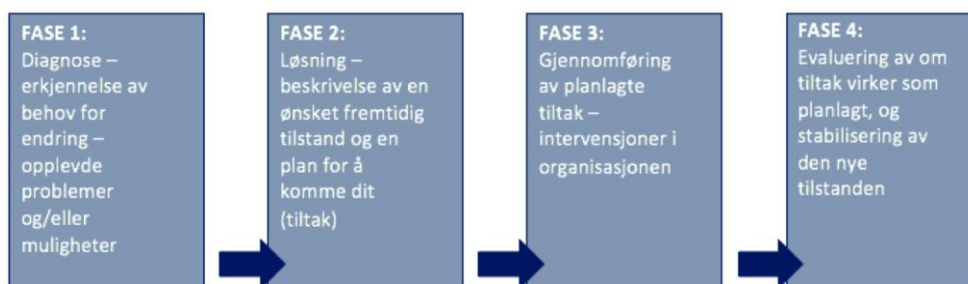 FASE 1:
Diagnose –
erkjennelse av
behov for
endring –
opplevde
problemer
og/eller
muligheter
FASE 2:
Løsning –
beskrivelse av en
ønsket fremtidig
tilstand og en
plan for å
komme dit
(tiltak)
FASE 3:
Gjennomføring
av planlagte
tiltak –
intervensjoner i
organisasjonen
FASE 4:
Evaluering av om
tiltak virker som
planlagt, og
stabilisering av
den nye
tilstanden